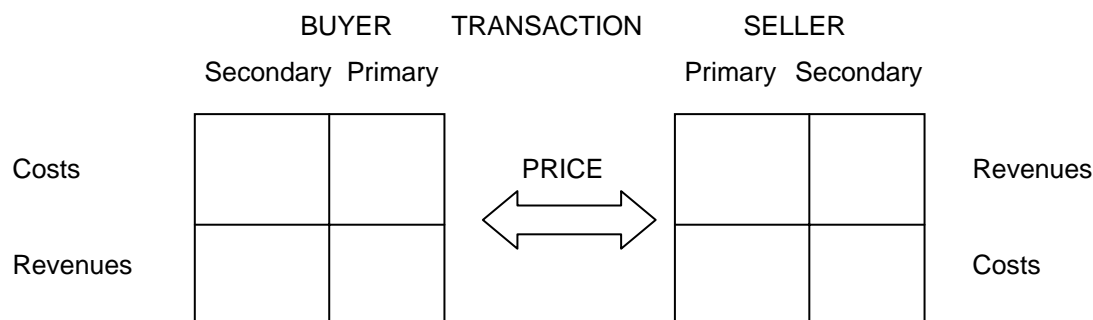 BUYER TRANSACTION SELLER
Secondary Primary Primary Secondary
Costs PRICE Revenues
Revenues Costs